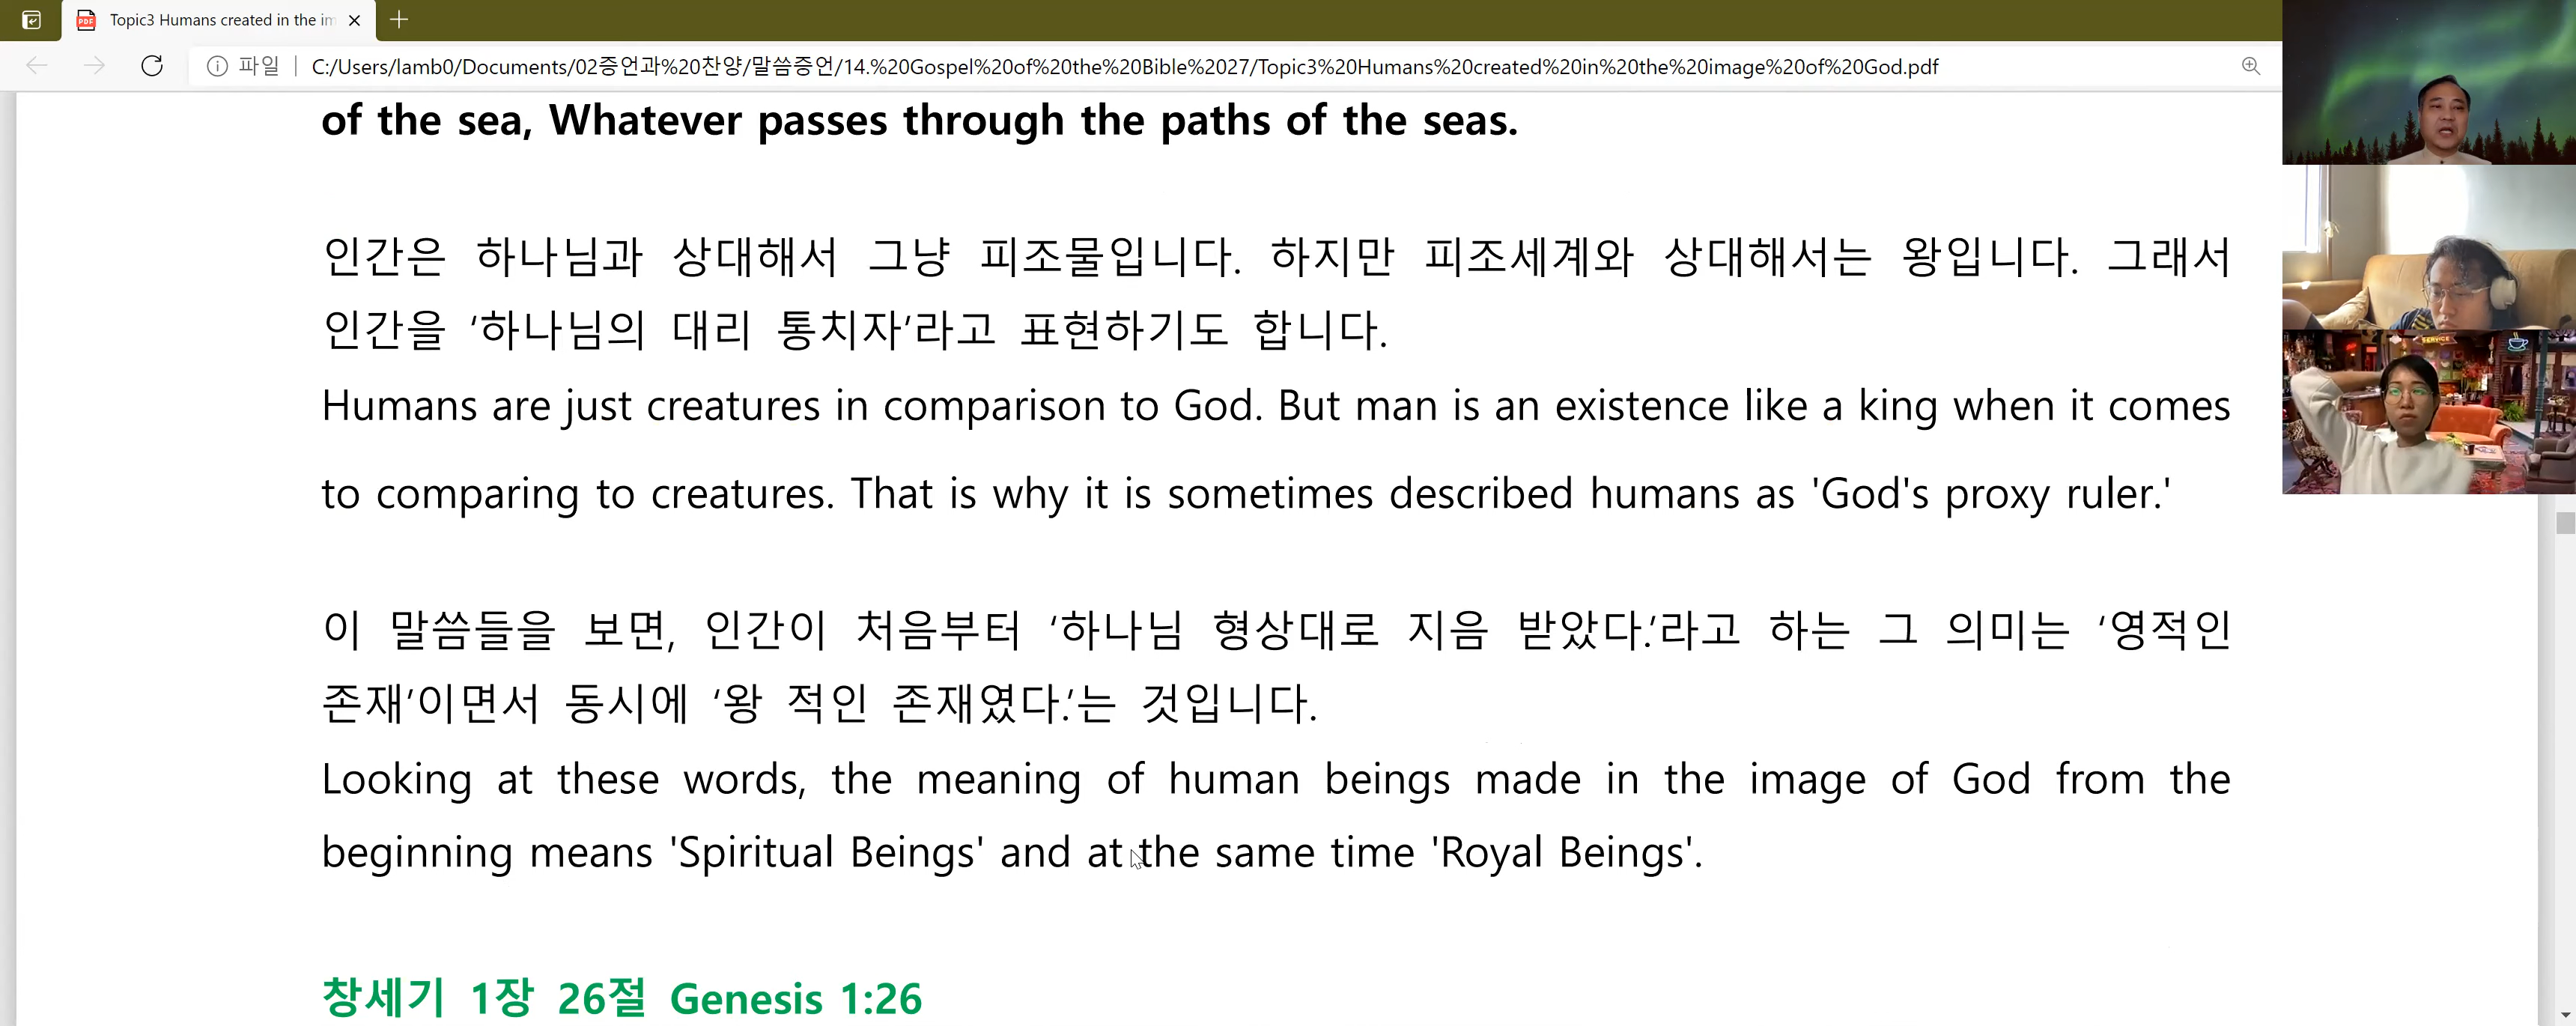 Topic3 Humans created in the im
파일
C:/Users/lamb0/Documents/02증언과%20찬양/말씀증언/14.%20Gospel%20of%20the%20Bible%2027/Topic3%20Humans%20created%20in%20the%20image%20of%20God.pdf
of the sea, Whatever passes through the paths of the seas.
인간은 하나님과 상대해서 그냥 피조물입니다. 하지만 피조세계와 상대해서는 왕입니다. 그래서
인간을 ‘하나님의 대리 통치자’라고 표현하기도 합니다.
Humans are just creatures in comparison to God. But man is an existence like a king when it comes
to comparing to creatures. That is why it is sometimes described humans as 'God's proxy ruler.'
이 말씀들을 보면, 인간이 처음부터 ‘하나님 형상대로 지음 받았다.’라고 하는 그 의미는 ‘영적인
존재’이면서 동시에 ‘왕 적인 존재였다.’는 것입니다.
Looking at these words, the meaning of human beings made in the image of God from the
beginning means 'Spiritual Beings' and at the same time 'Royal Beings'.
창세기 1장 26절 Genesis 1:26
PDF
SERVICE